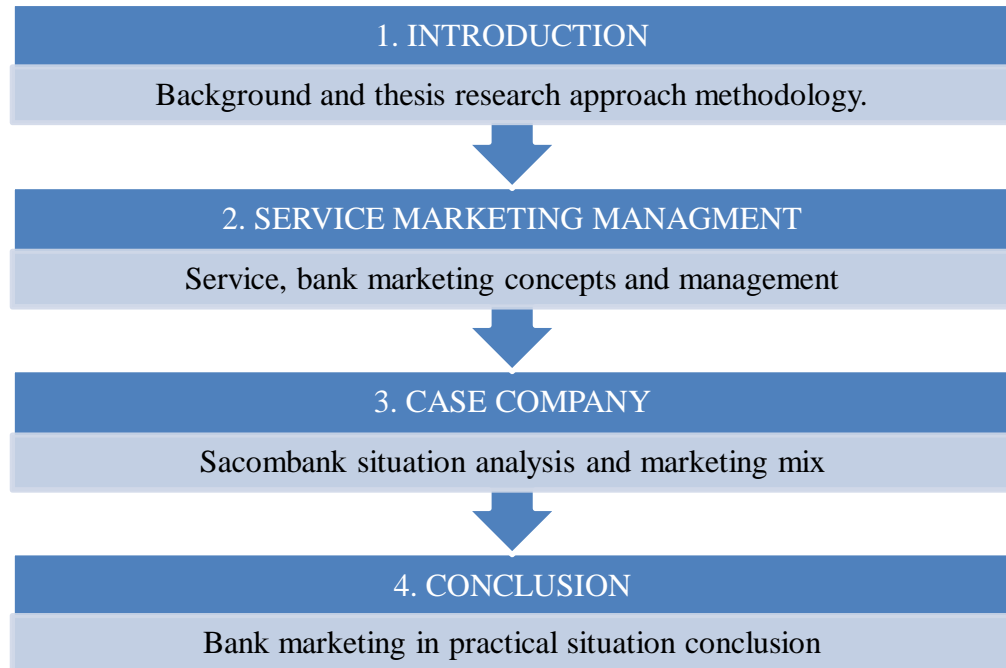 1. INTRODUCTION
Background and thesis research approach methodology.
2. SERVICE MARKETING MANAGMENT
Service, bank marketing concepts and management
3. CASE COMPANY
Sacombank situation analysis and marketing mix
4. CONCLUSION
Bank marketing in practical situation conclusion